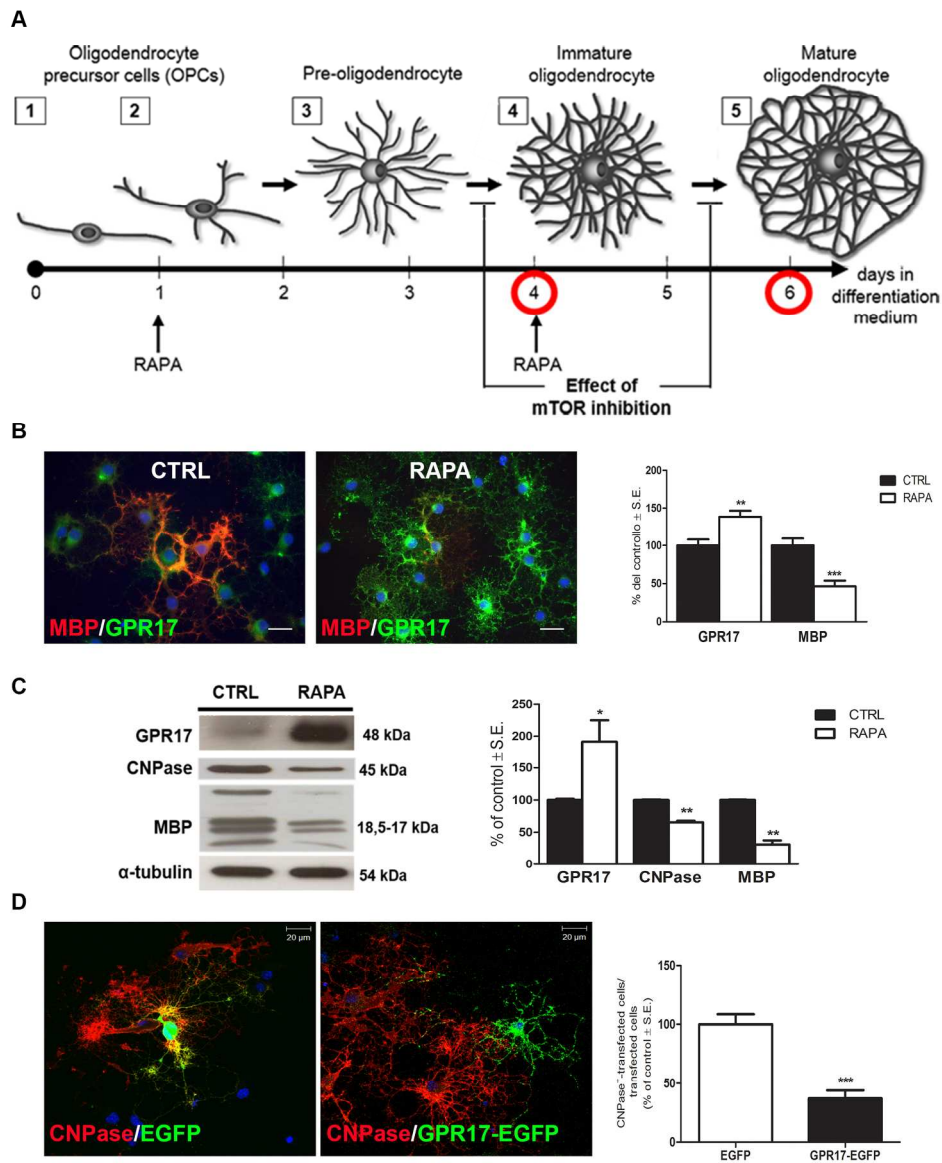 A
Oligodendrocyte
precursor cells (OPCs)
Pre-oligodendrocyte
Immature
oligodendrocyte
Mature
oligodendrocyte
1
2
3
4
5
0
1
2
3
4
5
6
days in
differentiation
medium
RAPA
RAPA
Effect of
mTOR inhibition
B
CTRL
MBP/GPR17
RAPA
MBP/GPR17
% del controllo ± S.E.
200
150
100
50
0
**
***
GPR17
MBP
CTRL
RAPA
C
CTRL
RAPA
GPR17
48 kDa
CNPase
45 kDa
MBP
18,5-17 kDa
α-tubulin
54 kDa
% of control ± S.E.
250
200
150
100
50
0
*
**
**
GPR17
CNPase
MBP
CTRL
RAPA
D
20 µm
CNPase/EGFP
20 µm
CNPase/GPR17-EGFP
CNPase⁺-transfected cells/
transfected cells
(% of control ± S.E.)
150
100
50
0
***
EGFP
GPR17-EGFP